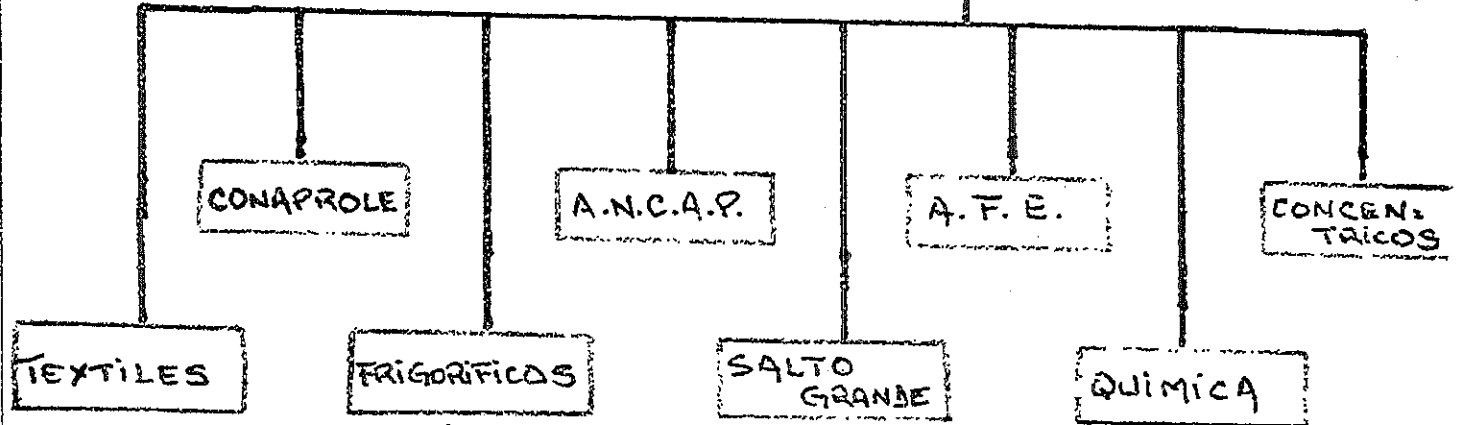 CONAPROLE
A.N.C.A.P.
A.F.E.
CONCEN=
TRICOS
TEXTILES
FRIGORIFICOS
SALTO
GRANDE
QUIMICA